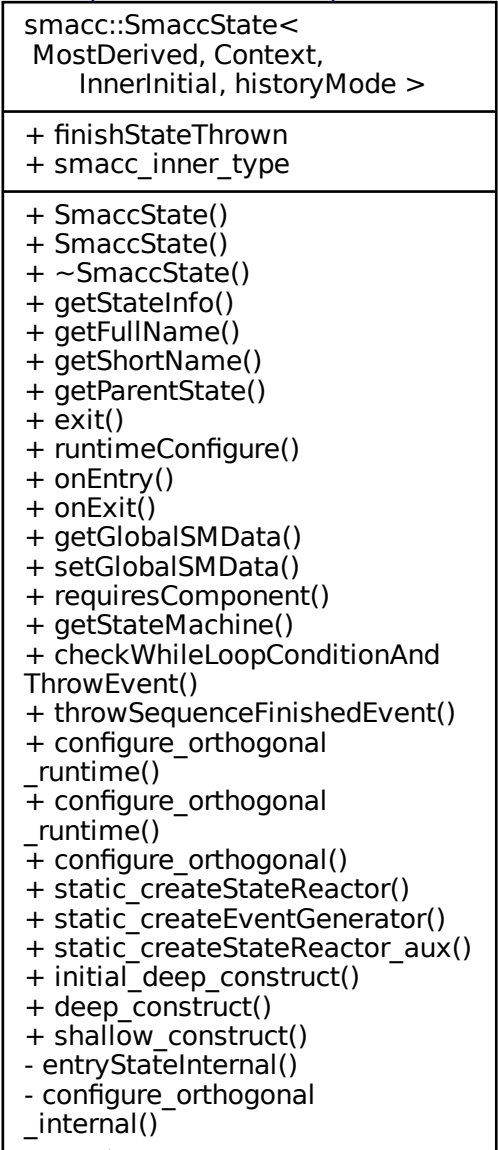 smacc::SmaccState<
MostDerived, Context,
InnerInitial, historyMode >
+ finishStateThrown
+ smacc_inner_type
+ SmaccState()
+ SmaccState()
+ ~SmaccState()
+ getStateInfo()
+ getFullName()
+ getShortName()
+ getParentState()
+ exit()
+ runtimeConfigure()
+ onEntry()
+ onExit()
+ getGlobalSMData()
+ setGlobalSMData()
+ requiresComponent()
+ getStateMachine()
+ checkWhileLoopConditionAnd
ThrowEvent()
+ throwSequenceFinishedEvent()
+ configure_orthogonal
_runtime()
+ configure_orthogonal
_runtime()
+ configure_orthogonal()
+ static_createStateReactor()
+ static_createEventGenerator()
+ static_createStateReactor_aux()
+ initial_deep_construct()
+ deep_construct()
+ shallow_construct()
- entryStateInternal()
- configure_orthogonal
_internal()